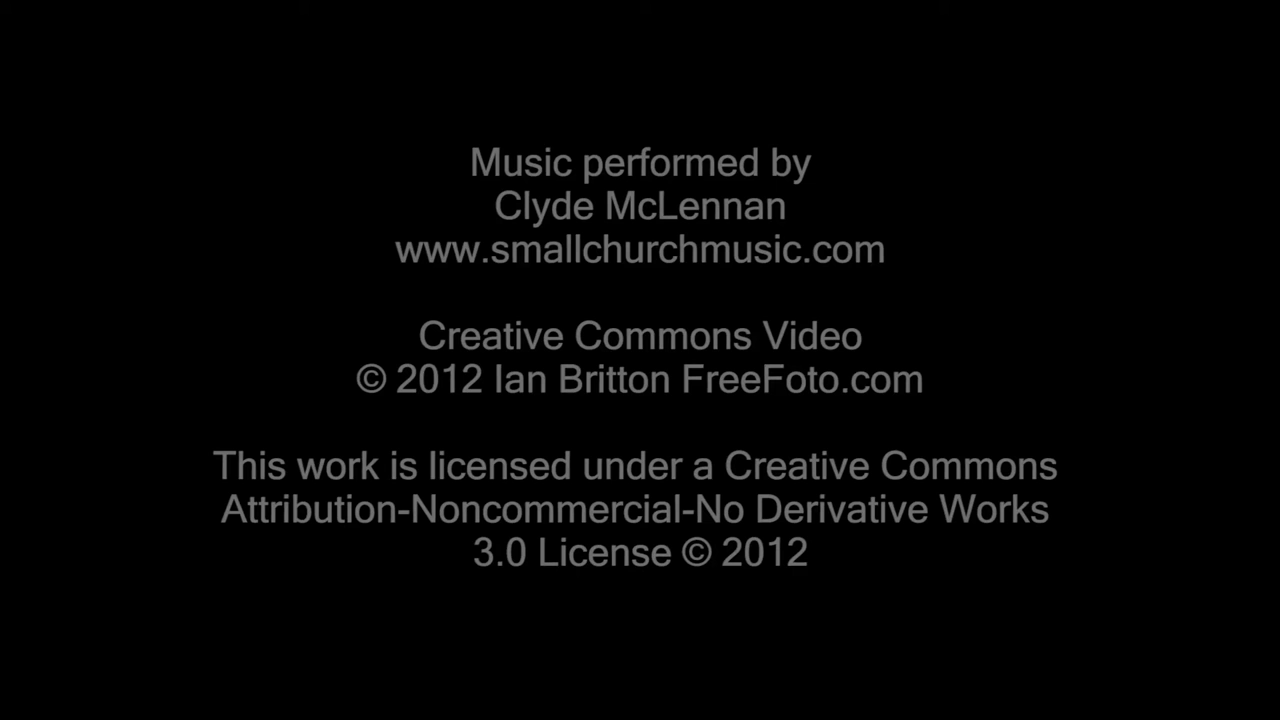 Music performed by
Clyde McLennan
www.smallchurchmusic.com
Creative Commons Video
© 2012 Ian Britton FreeFoto.com
This work is licensed under a Creative Commons
Attribution-Noncommercial-No Derivative Works
3.0 License © 2012